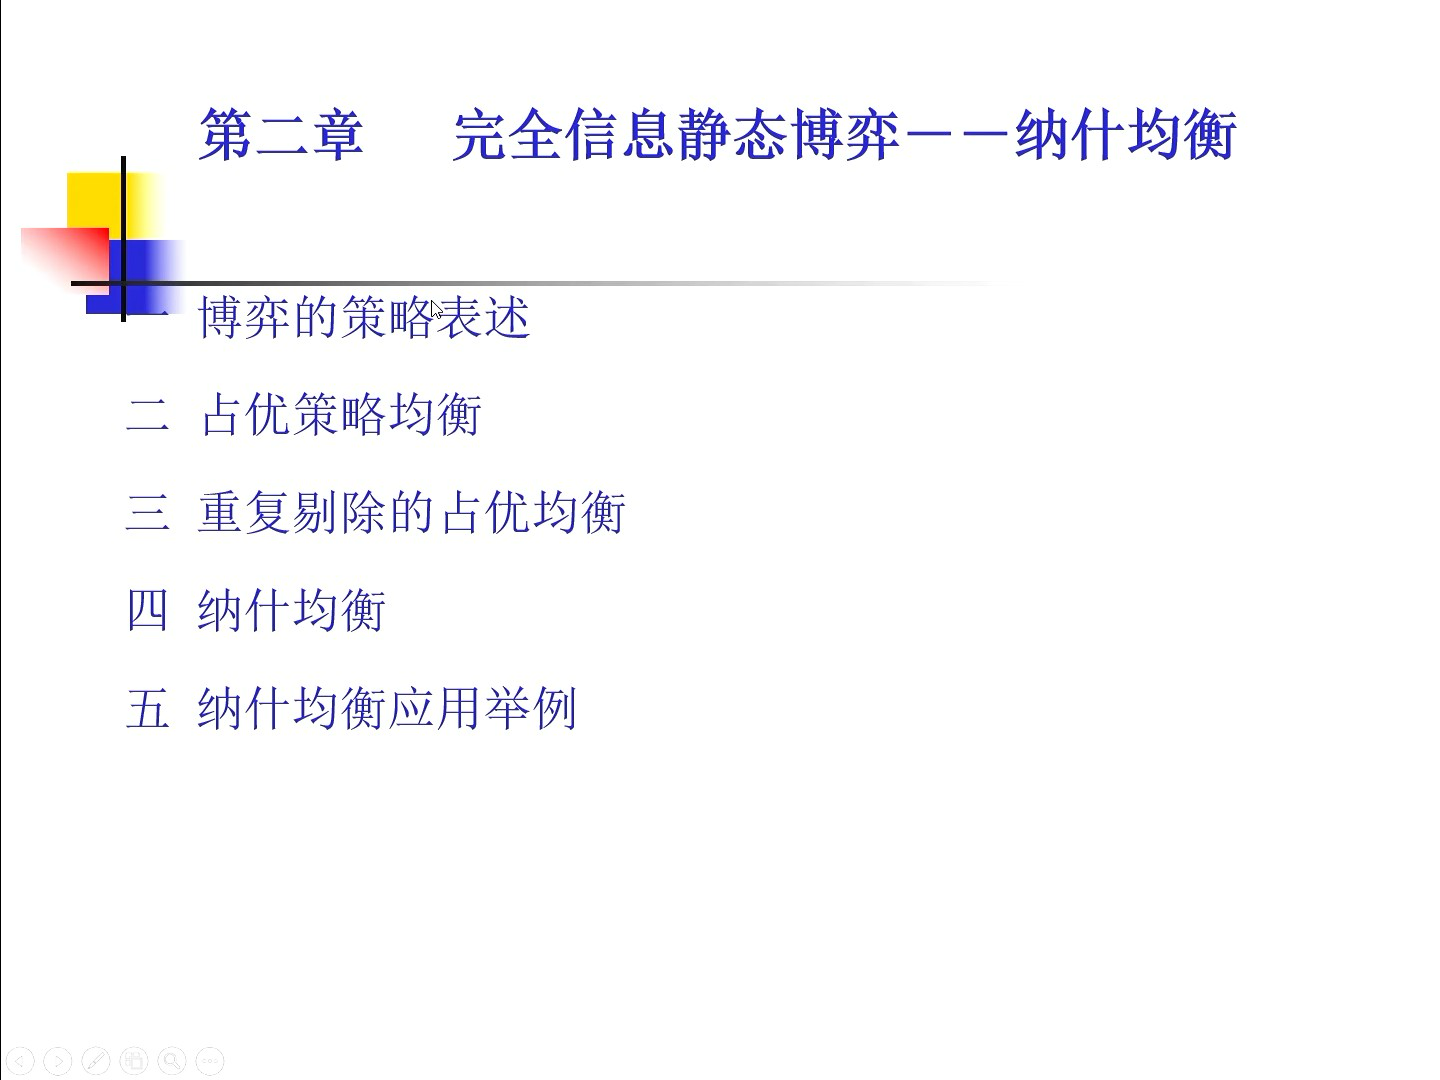 第二章 完全信息静态博弈－－纳什均衡
一 博弈的策略表述
二 占优策略均衡
三 重复剔除的占优均衡
四 纳什均衡
五 纳什均衡应用举例